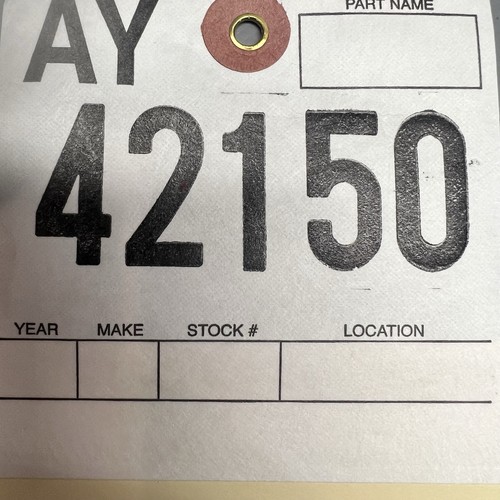 AY
PART NAME
42150
YEAR MAKE STOCK # LOCATION